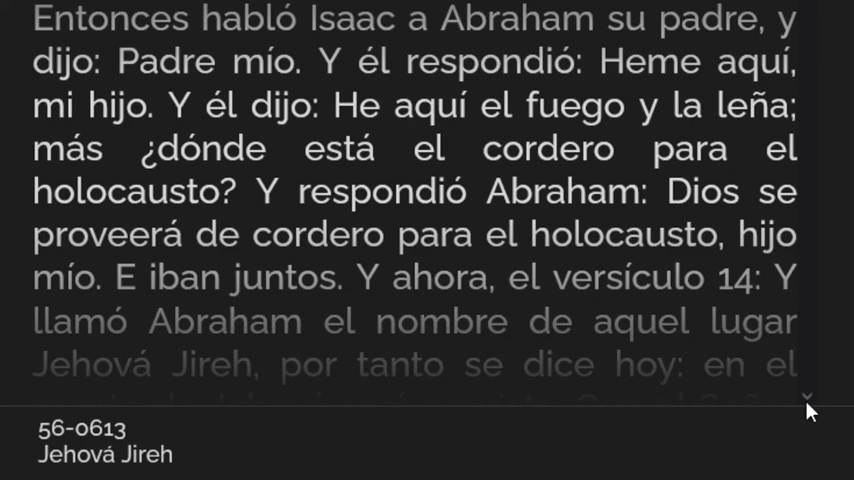 Entonces habló Isaac a Abraham su padre, y
dijo: Padre mío. Y él respondió: Heme aquí,
mi hijo. Y él dijo: He aquí el fuego y la leña;
más ¿dónde está el cordero para el
holocausto? Y respondió Abraham: Dios se
proveerá de cordero para el holocausto, hijo
mío. E iban juntos. Y ahora, el versículo 14: Y
llamó Abraham el nombre de aquel lugar
Jehová Jireh, por tanto se dice hoy: en el
56-0613
Jehová Jireh